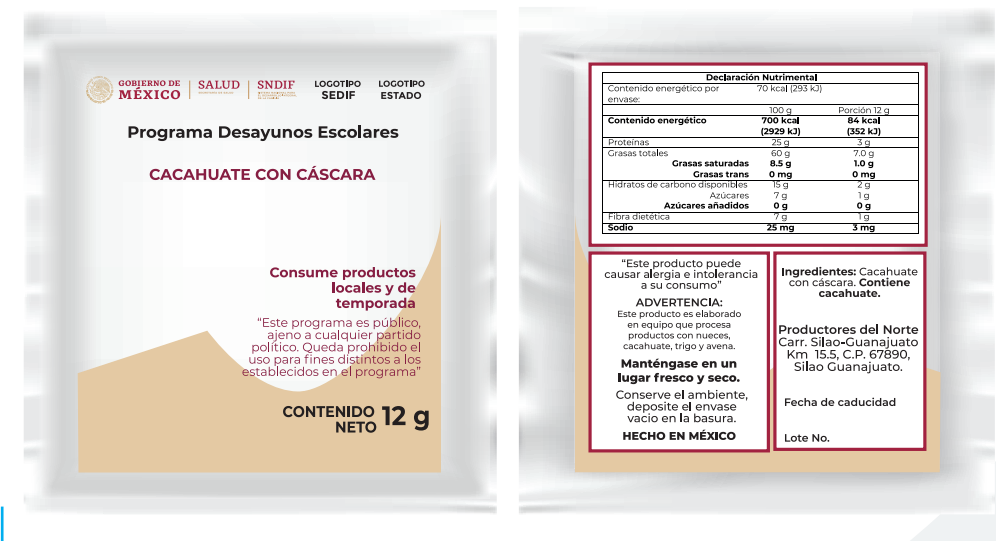 GOBIERNO DE
MÉXICO
SALUD
SNDIF
LOGOTIPO
SEDIF
LOGOTIPO
ESTADO
Programa Desayunos Escolares
CACAHUATE CON CÁSCARA
Consume productos
locales y de
temporada
“Este programa es público,
ajeno a cualquier partido
político. Queda prohibido el
uso para fines distintos a los
establecidos en el programa”
CONTENIDO
NETO 12 g
Declaración Nutrimental
Contenido energético por envase: 70 kcal (293 kJ)
100 g Porción 12 g
Contenido energético 700 kcal 84 kcal
(2929 kJ) (352 kJ)
Proteínas 25 g 3 g
Grasas totales 60 g 7.0 g
Grasas saturadas 8.5 g 1.0 g
Grasas trans 0 mg 0 mg
Hidratos de carbono disponibles 15 g 2 g
Azúcares 7 g 1 g
Azúcares añadidos 0 g 0 g
Fibra dietética 7 g 1 g
Sodio 25 mg 3 mg
“Este producto puede
causar alergia e intolerancia
a su consumo”
ADVERTENCIA:
Este producto es elaborado
en equipo que procesa
productos con nueces,
cacahuate, trigo y avena.
Manténgase en un
lugar fresco y seco.
Conserve el ambiente,
deposite el envase
vacio en la basura.
HECHO EN MÉXICO
Ingredientes: Cacahuate
con cáscara. Contiene
cacahuate.
Productores del Norte
Carr. Silao-Guanajuato
Km 15.5, C.P. 67890,
Silao Guanajuato.
Fecha de caducidad
Lote No.